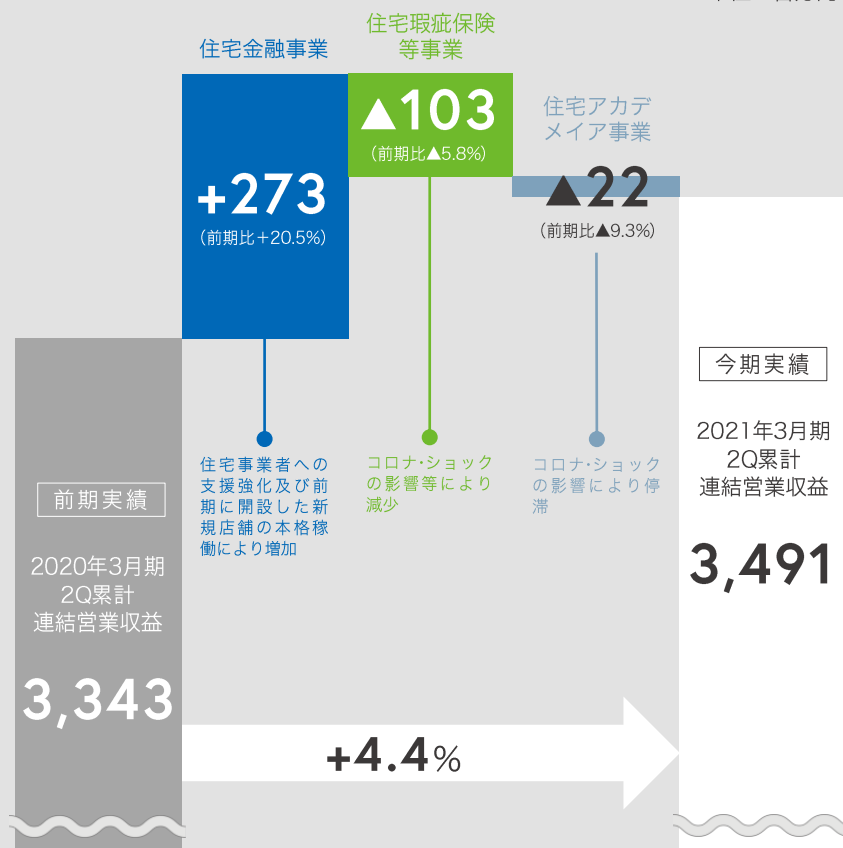 住宅金融事業
+273
(前期比+20.5%)
住宅事業者への
支援強化及び前
期に開設した新
規店舗の本格稼
働により増加
住宅瑕疵保険
等事業
▲103
(前期比▲5.8%)
コロナ・ショック
の影響等により
減少
住宅アカデ
メイア事業
▲22
(前期比▲9.3%)
コロナ・ショック
の影響により停
滞
前期実績
2020年3月期
2Q累計
連結営業収益
3,343
今期実績
2021年3月期
2Q累計
連結営業収益
3,491
+4.4%